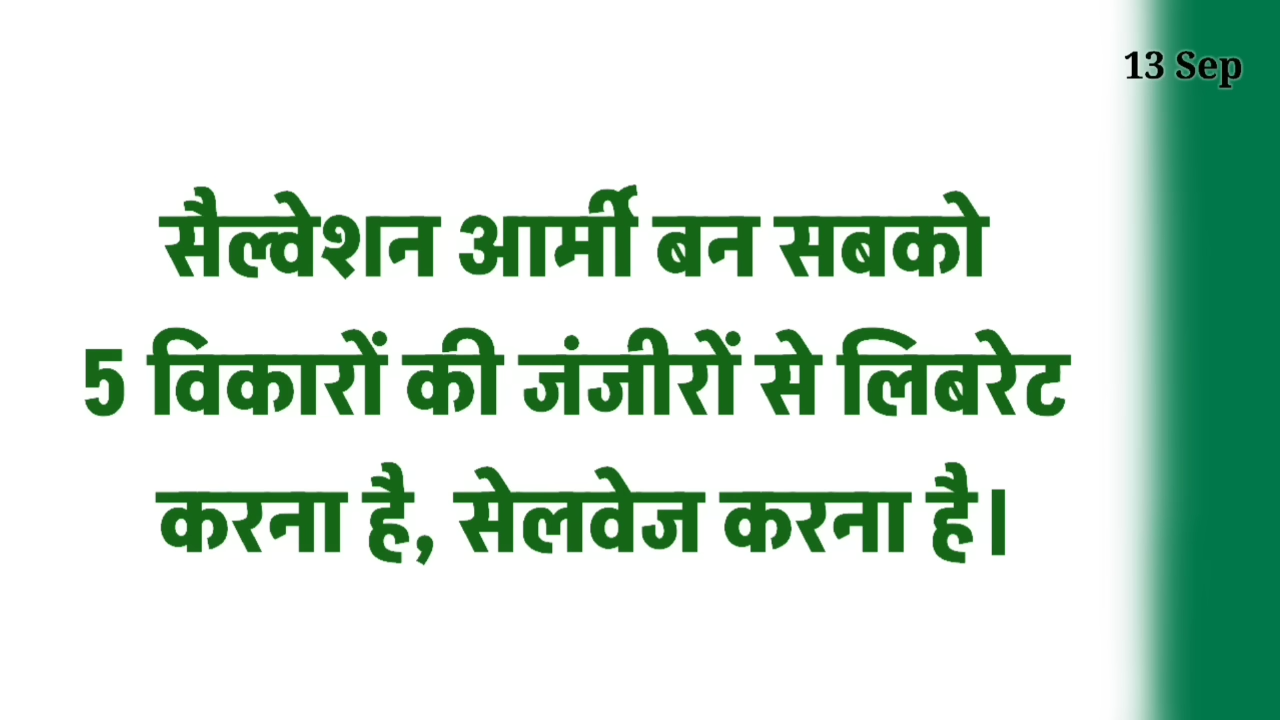 13 Sep
सैल्वेशन आर्मी बन सबको
5 विकारों की जंजीरों से लिबरेट
करना है, सेलवेज करना है।